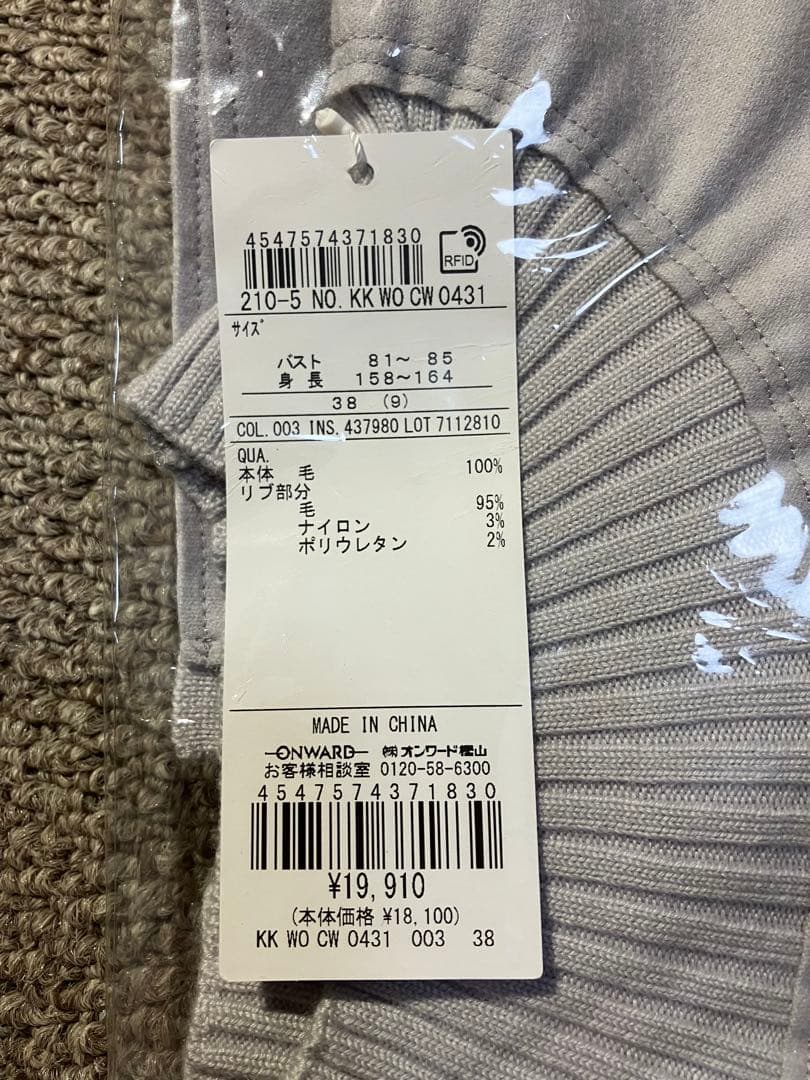 4547574371830
RFID
210-5 NO. KK WO CW 0431
サイズ
バスト 81～ 85
身長 158～164
38 (9)
COL. 003 INS. 437980 LOT 7112810
QUA.
本体 毛 100%
リブ部分
毛 95%
ナイロン 3%
ポリウレタン 2%
MADE IN CHINA
ONWARD ㈱オンワード樫山
お客様相談室 0120-58-6300
4547574371830
¥19,910
(本体価格 ¥18,100)
KK WO CW 0431 003 38